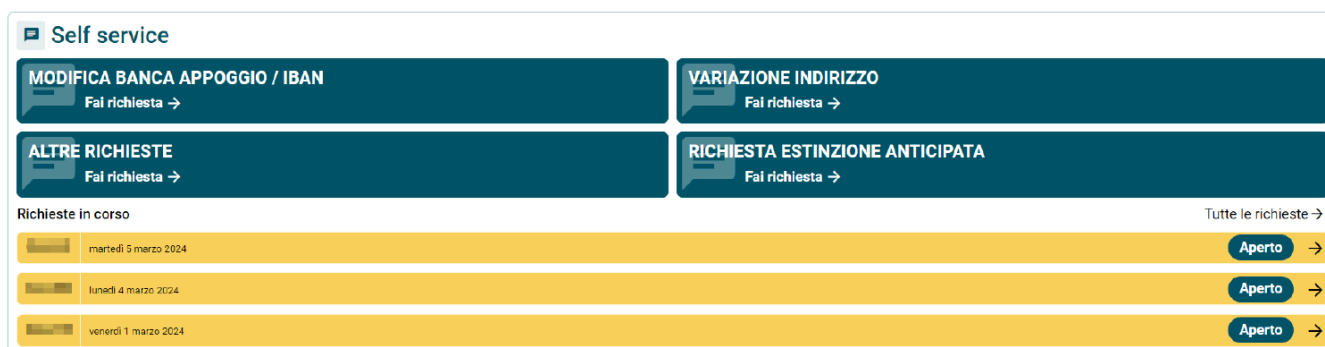 Self service
MODIFICA BANCA APPOGGIO / IBAN
Fai richiesta →
VARIAZIONE INDIRIZZO
Fai richiesta →
ALTRE RICHIESTE
Fai richiesta →
RICHIESTA ESTINZIONE ANTICIPATA
Fai richiesta →
Richieste in corso
Tutte le richieste →
martedì 5 marzo 2024 Aperto →
lunedì 4 marzo 2024 Aperto →
venerdì 1 marzo 2024 Aperto →